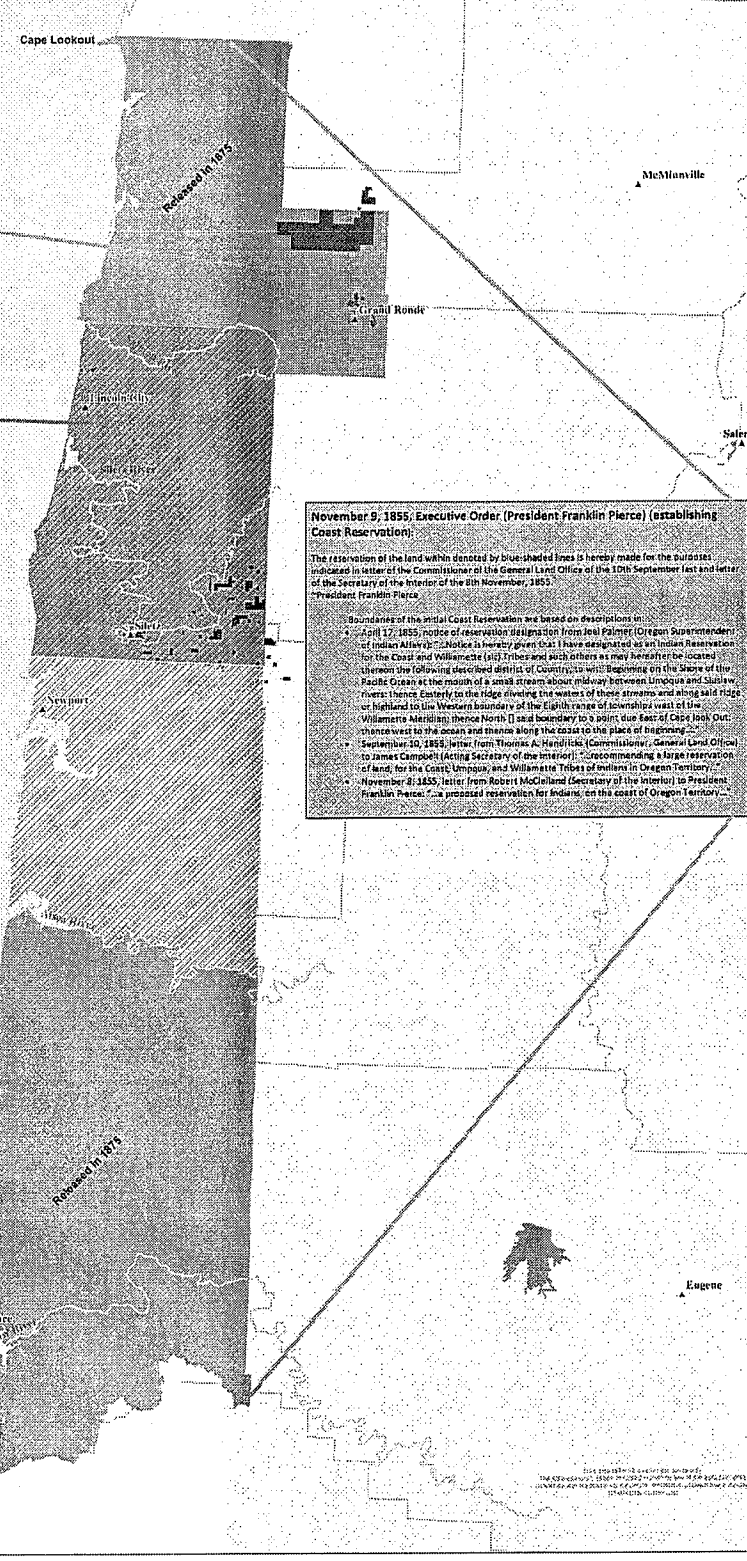 Cape Lookout
Released in 1875
McMinnville
Grand Ronde
Lincoln City
Siletz River
Salem
November 9, 1855, Executive Order (President Franklin Pierce) (establishing
Coast Reservation):
The reservation of the land within denoted by blue-shaded lines is hereby made for the purposes
indicated in letter of the Commissioner of the General Land Office of the 10th September last and letter
of the Secretary of the Interior of the 8th November, 1855.
~President Franklin Pierce
Boundaries of the initial Coast Reservation are based on descriptions in:
• April 17, 1855, notice of reservation designation from Joel Palmer (Oregon Superintendent
of Indian Affairs): "...Notice is hereby given that I have designated as an Indian Reservation
for the Coast and Willamette (sic) Tribes and such others as may hereafter be located
thereon the following described district of Country, to wit: Beginning on the Shore of the
Pacific Ocean at the mouth of a small stream about midway between Umpqua and Siuslaw
rivers: thence Easterly to the ridge dividing the waters of these streams and along said ridge
or highland to the Western boundary of the Eighth range of townships west of the
Willamette Meridian; thence North [] said boundary to a point due East of Cape look Out:
thence west to the ocean and thence along the coast to the place of beginning..."
• September 10, 1855, letter from Thomas A. Hendricks (Commissioner, General Land Office)
to James Campbell (Acting Secretary of the Interior): "...recommending a large reservation
of land, for the Coast, Umpqua, and Willamette Tribes of Indians in Oregon Territory..."
• November 8, 1855, letter from Robert McClelland (Secretary of the Interior) to President
Franklin Pierce: "...a proposed reservation for Indians, on the coast of Oregon Territory..."
Siletz
Newport
Alsea River
Released in 1875
Eugene
River